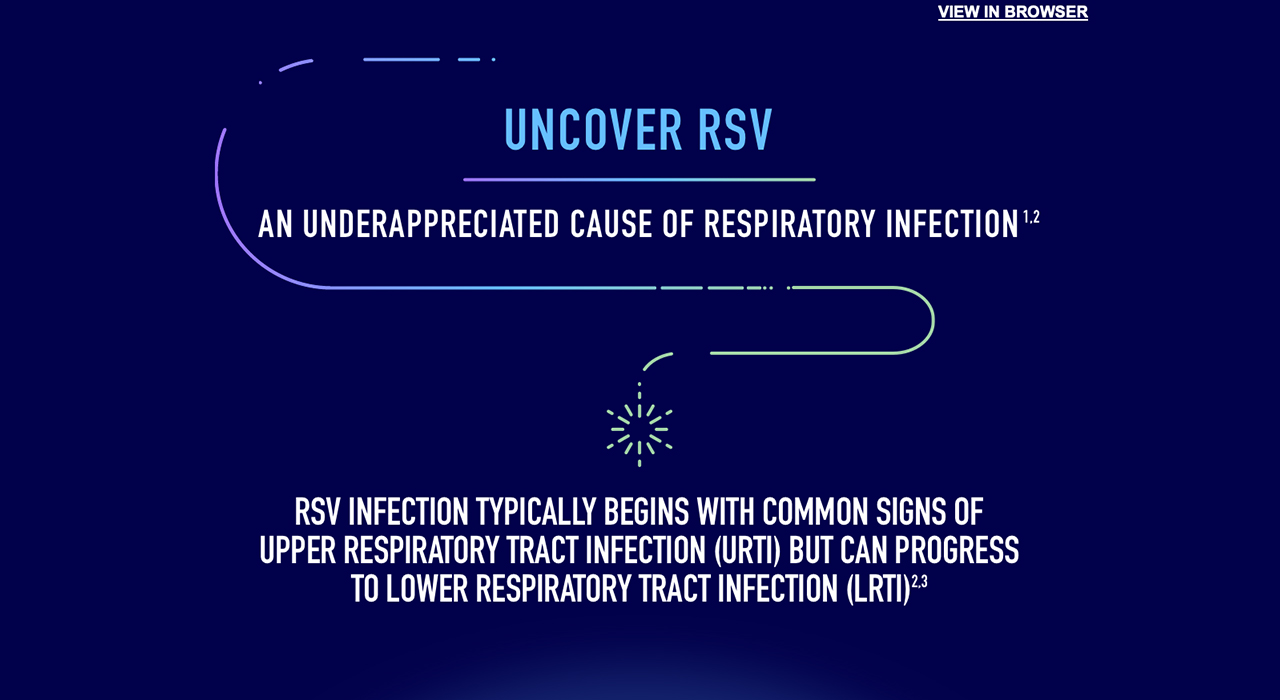 VIEW IN BROWSER
UNCOVER RSV
AN UNDERAPPRECIATED CAUSE OF RESPIRATORY INFECTION 1,2
RSV INFECTION TYPICALLY BEGINS WITH COMMON SIGNS OF
UPPER RESPIRATORY TRACT INFECTION (URTI) BUT CAN PROGRESS
TO LOWER RESPIRATORY TRACT INFECTION (LRTI)2,3